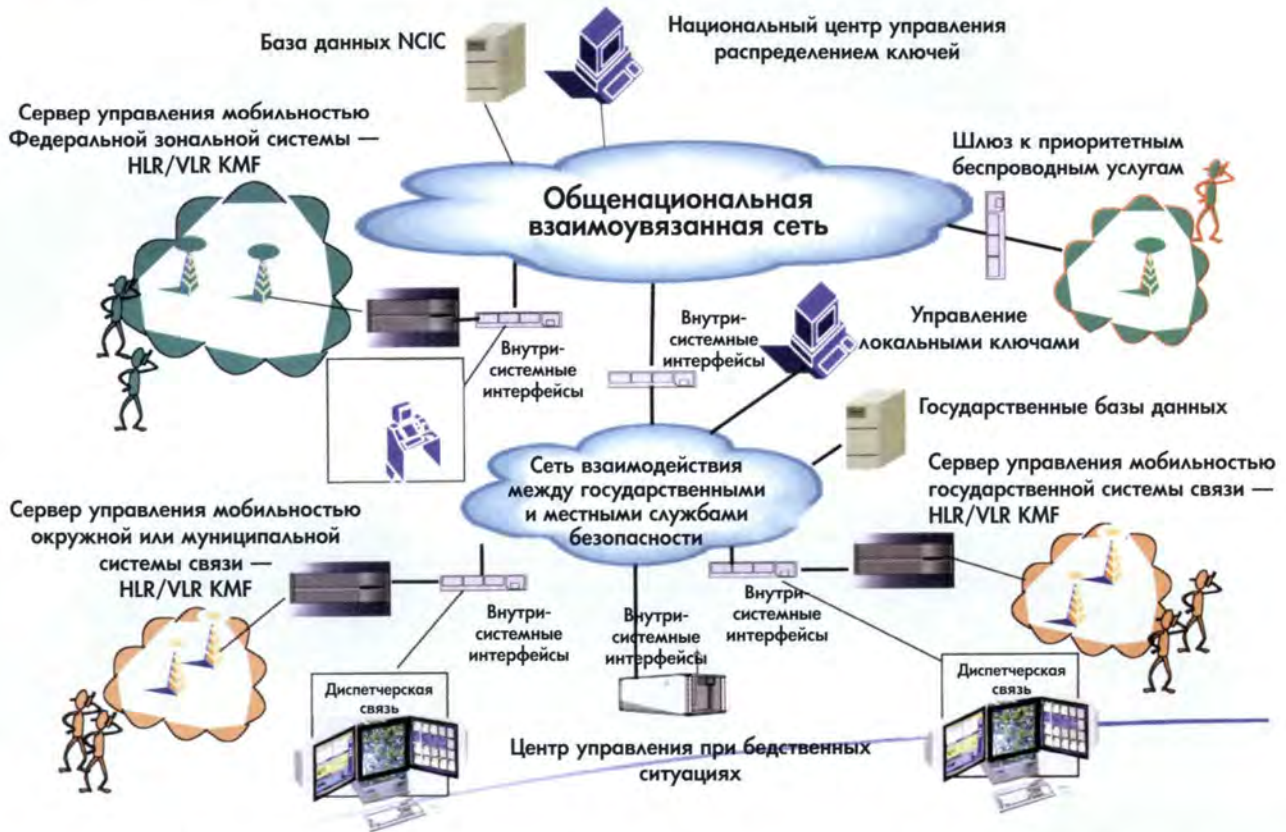 База данных NCIC
Национальный центр управления
распределением ключей
Сервер управления мобильностью
Федеральной зональной системы —
HLR/VLR KMF
Шлюз к приоритетным
беспроводным услугам
Общенациональная
взаимоувязанная сеть
Внутри-
системные
интерфейсы
Внутри-
системные
интерфейсы
Управление
локальными ключами
Государственные базы данных
Сеть взаимодействия
между государственными
и местными службами
безопасности
Сервер управления мобильностью
государственной системы связи —
HLR/VLR KMF
Сервер управления мобильностью
окружной или муниципальной
системы связи —
HLR/VLR KMF
Внутри-
системные
интерфейсы
Внутри-
системные
интерфейсы
Внутри-
системные
интерфейсы
Диспетчерская
связь
Диспетчерская
связь
Центр управления при бедственных
ситуациях